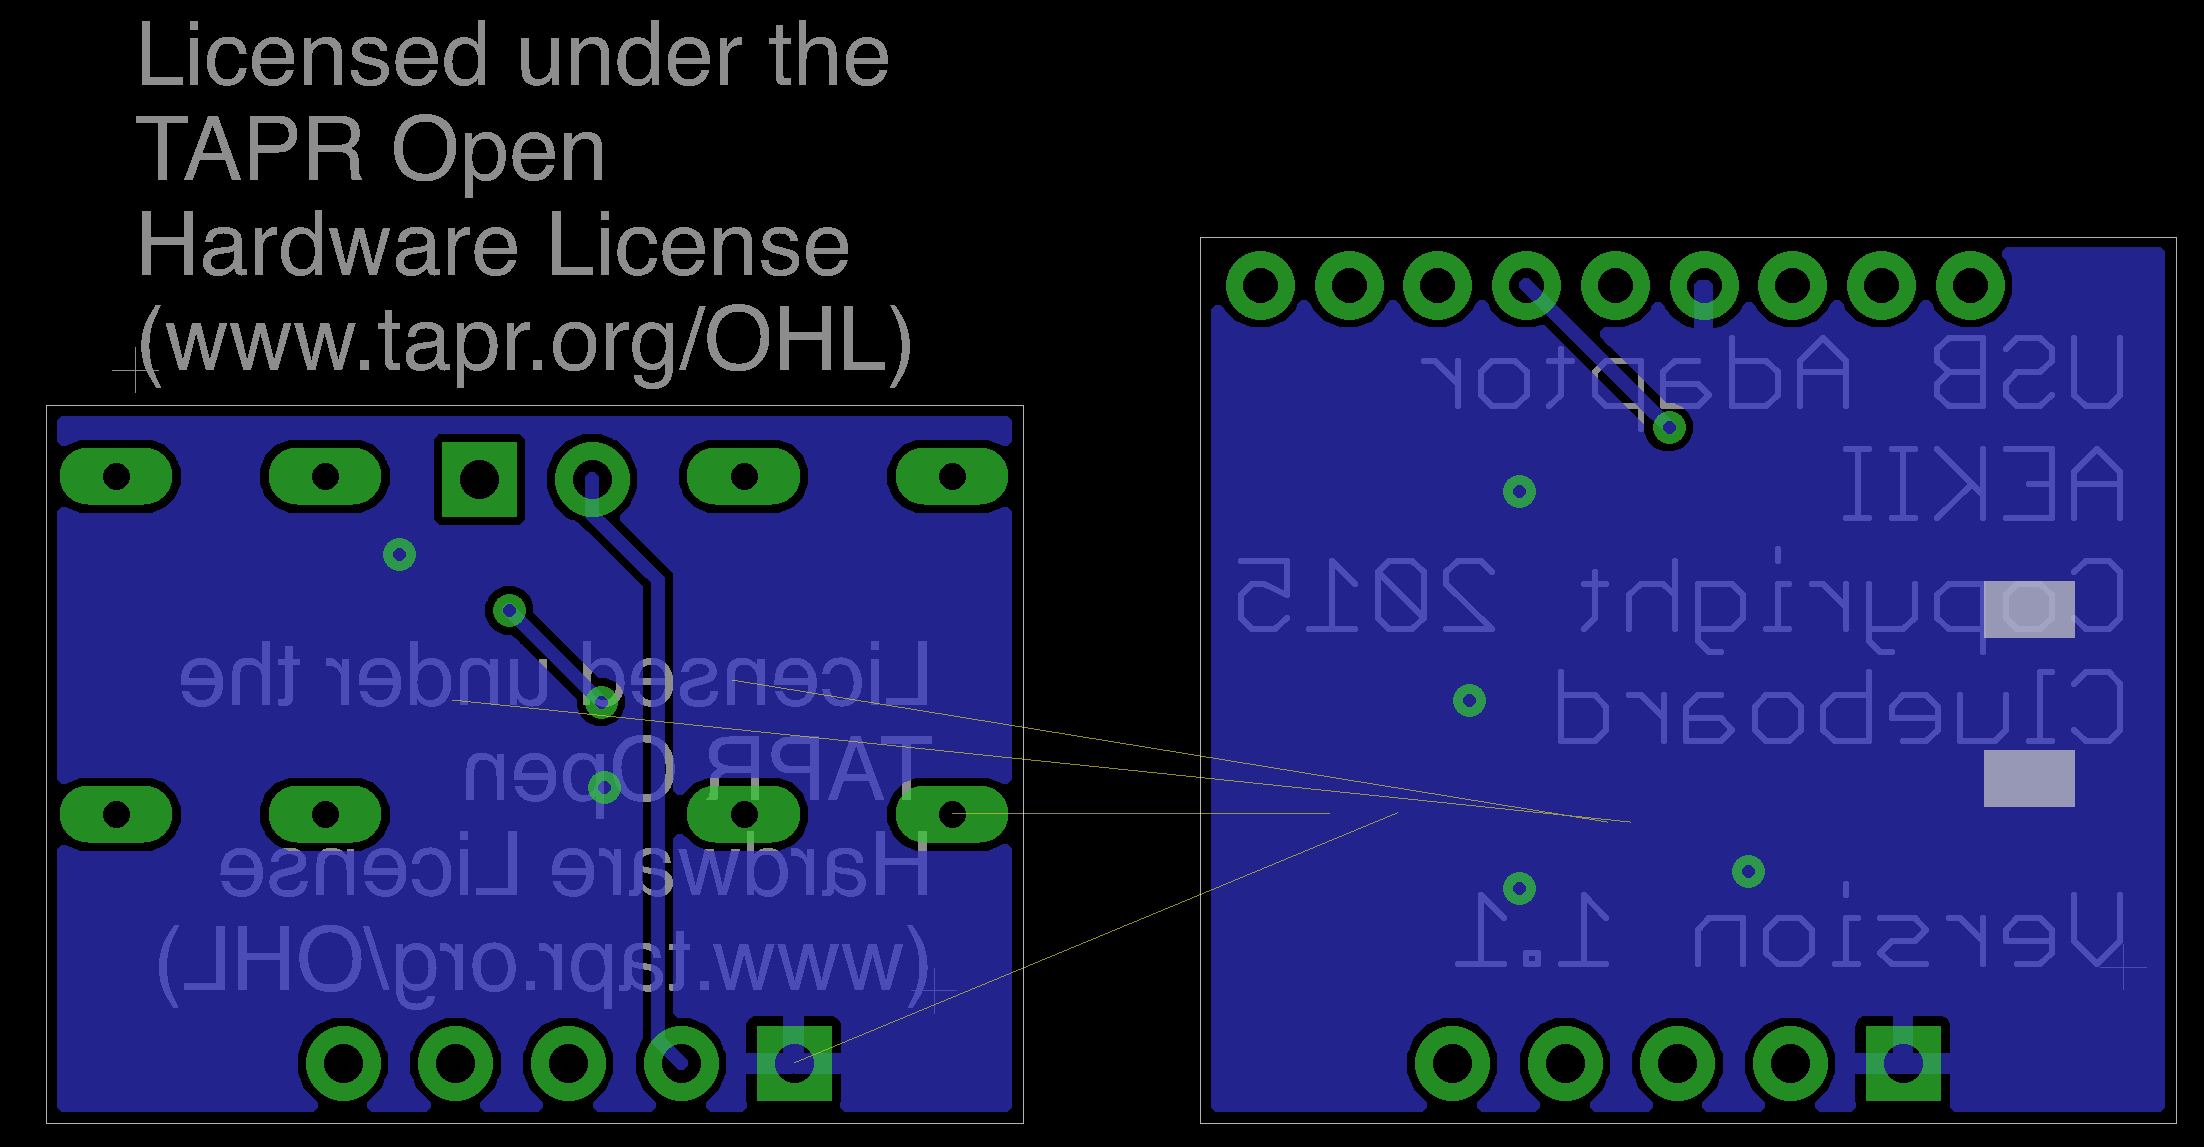 Licensed under the
TAPR Open
Hardware License
(www.tapr.org/OHL)
Licensed under the
TAPR Open
Hardware License
(www.tapr.org/OHL)
USB Adaptor
AEKII
Copyright 2015
Clueboard
Version 1.1